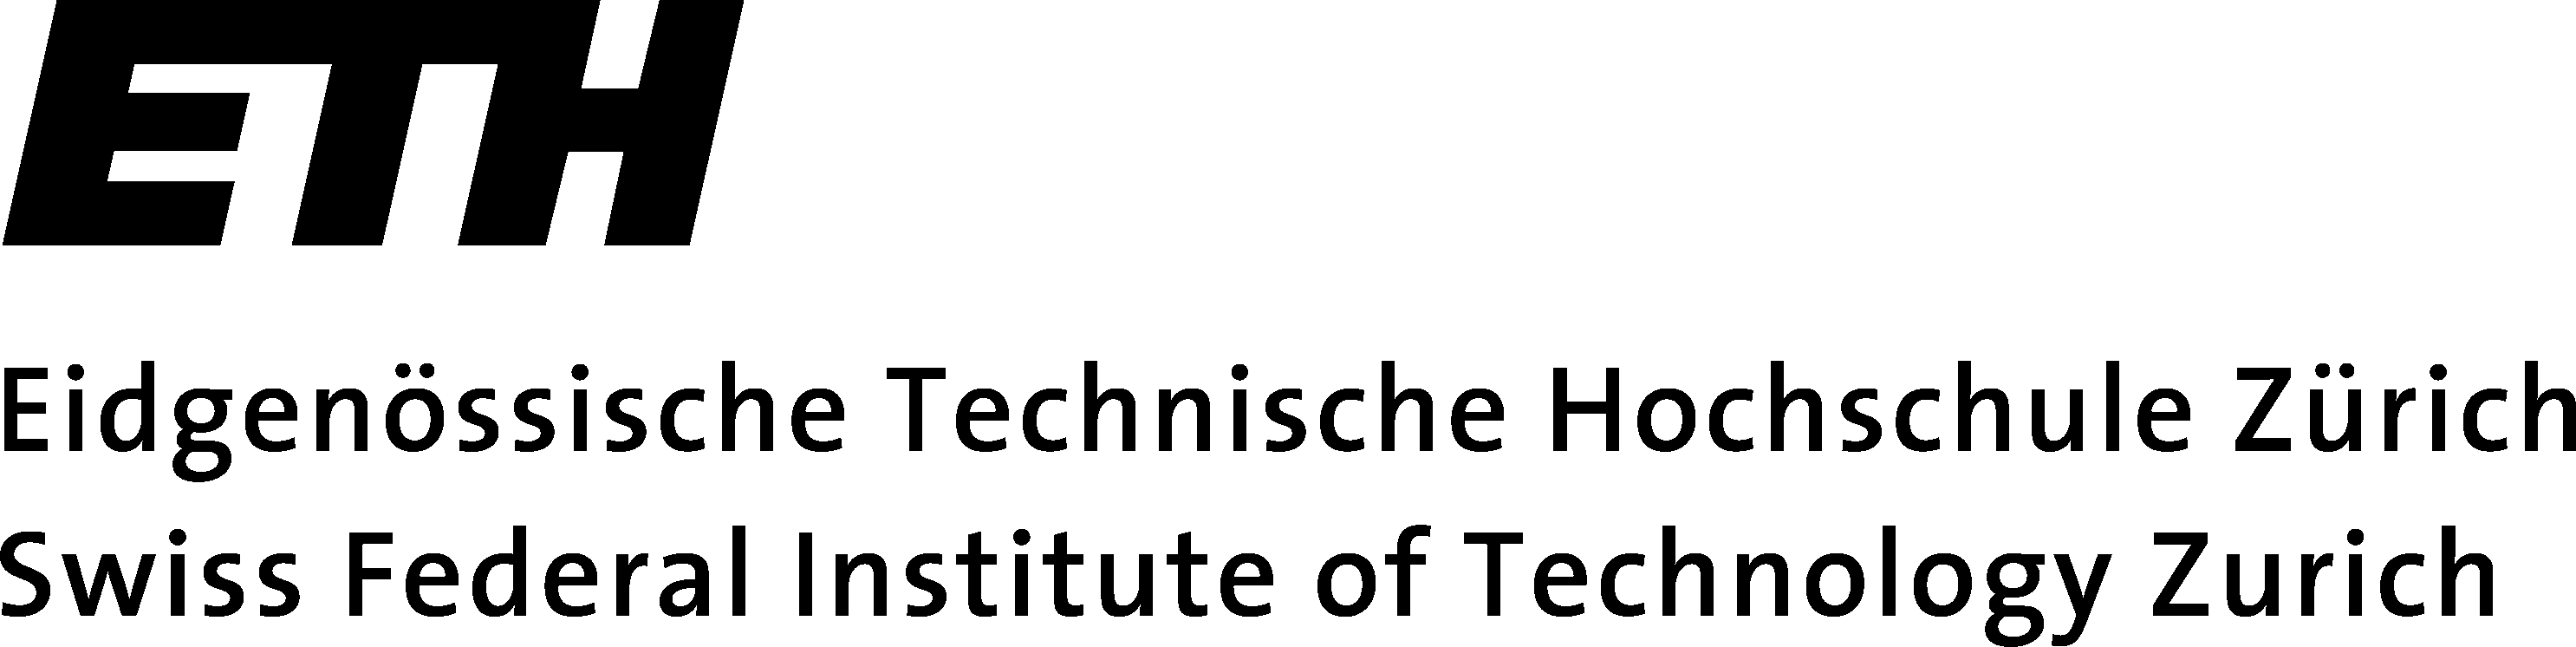 ETH
Eidgenössische Technische Hochschule Zürich
Swiss Federal Institute of Technology Zurich